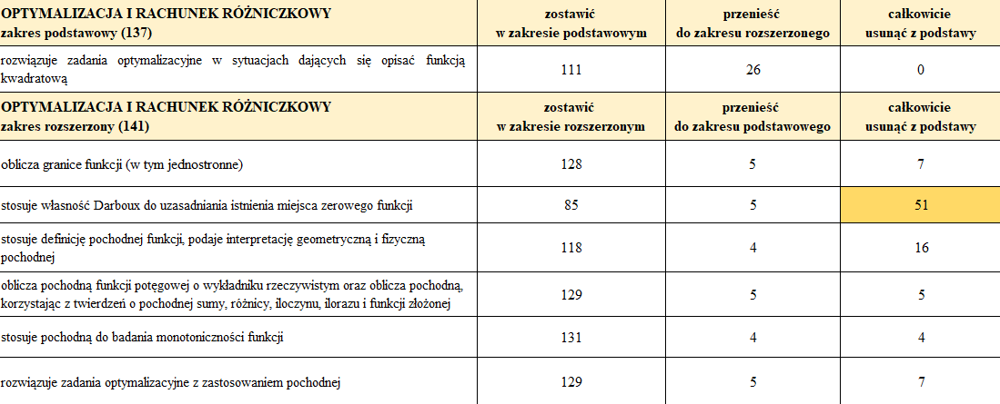 OPTYMALIZACJA I RACHUNEK RÓŻNICZKOWY
zakres podstawowy (137)
zostawić
w zakresie podstawowym
przenieść
do zakresu rozszerzonego
całkowicie
usunąć z podstawy
rozwiązuje zadania optymalizacyjne w sytuacjach dających się opisać funkcją
kwadratową
111
26
0
OPTYMALIZACJA I RACHUNEK RÓŻNICZKOWY
zakres rozszerzony (141)
zostawić
w zakresie rozszerzonym
przenieść
do zakresu podstawowego
całkowicie
usunąć z podstawy
oblicza granice funkcji (w tym jednostronne)
128
5
7
stosuje własność Darboux do uzasadniania istnienia miejsca zerowego funkcji
85
5
51
stosuje definicję pochodnej funkcji, podaje interpretację geometryczną i fizyczną
pochodnej
118
4
16
oblicza pochodną funkcji potęgowej o wykładniku rzeczywistym oraz oblicza pochodną,
korzystając z twierdzeń o pochodnej sumy, różnicy, iloczynu, ilorazu i funkcji złożonej
129
5
5
stosuje pochodną do badania monotoniczności funkcji
131
4
4
rozwiązuje zadania optymalizacyjne z zastosowaniem pochodnej
129
5
7